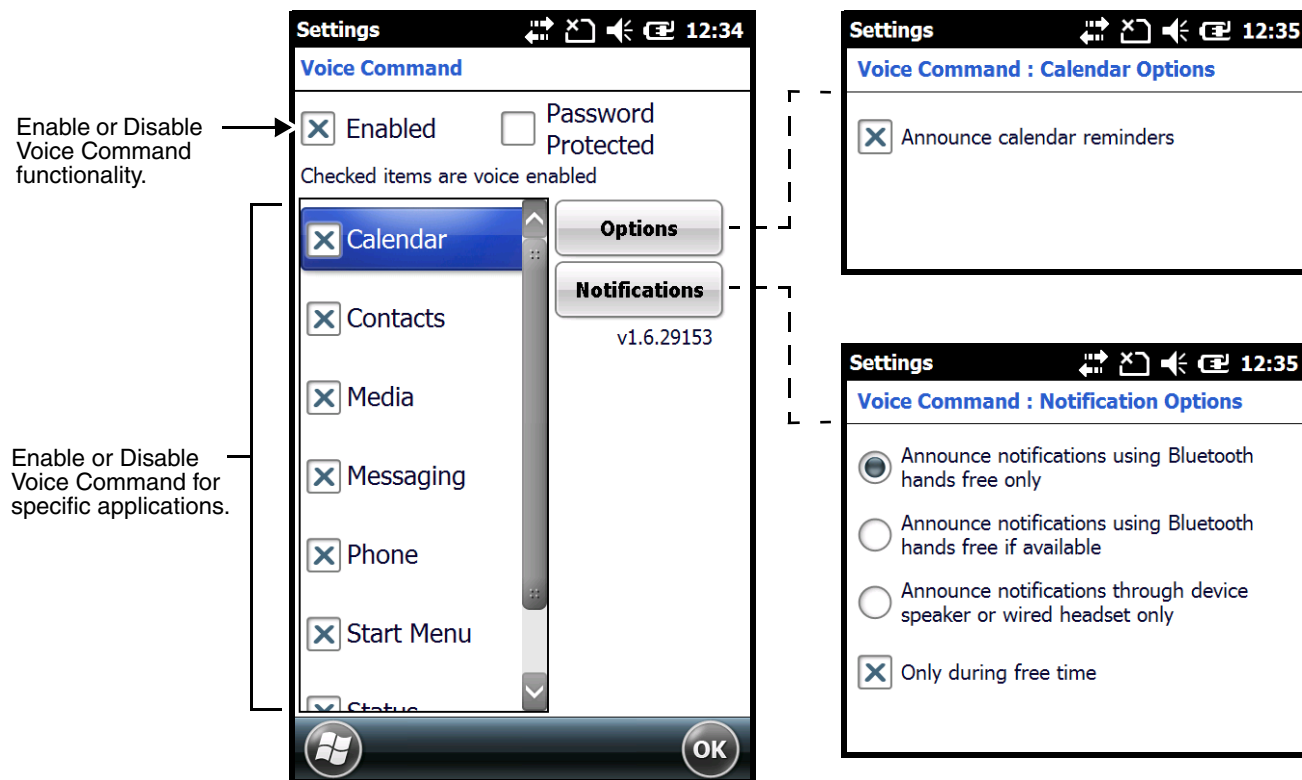 Settings 12:34
Voice Command
Enabled
Password
Protected
Checked items are voice enabled
Calendar
Contacts
Media
Messaging
Phone
Start Menu
Status
Options
Notifications
v1.6.29153
OK
Enable or Disable
Voice Command
functionality.
Enable or Disable
Voice Command for
specific applications.
Settings 12:35
Voice Command : Calendar Options
Announce calendar reminders
Settings 12:35
Voice Command : Notification Options
Announce notifications using Bluetooth
hands free only
Announce notifications using Bluetooth
hands free if available
Announce notifications through device
speaker or wired headset only
Only during free time